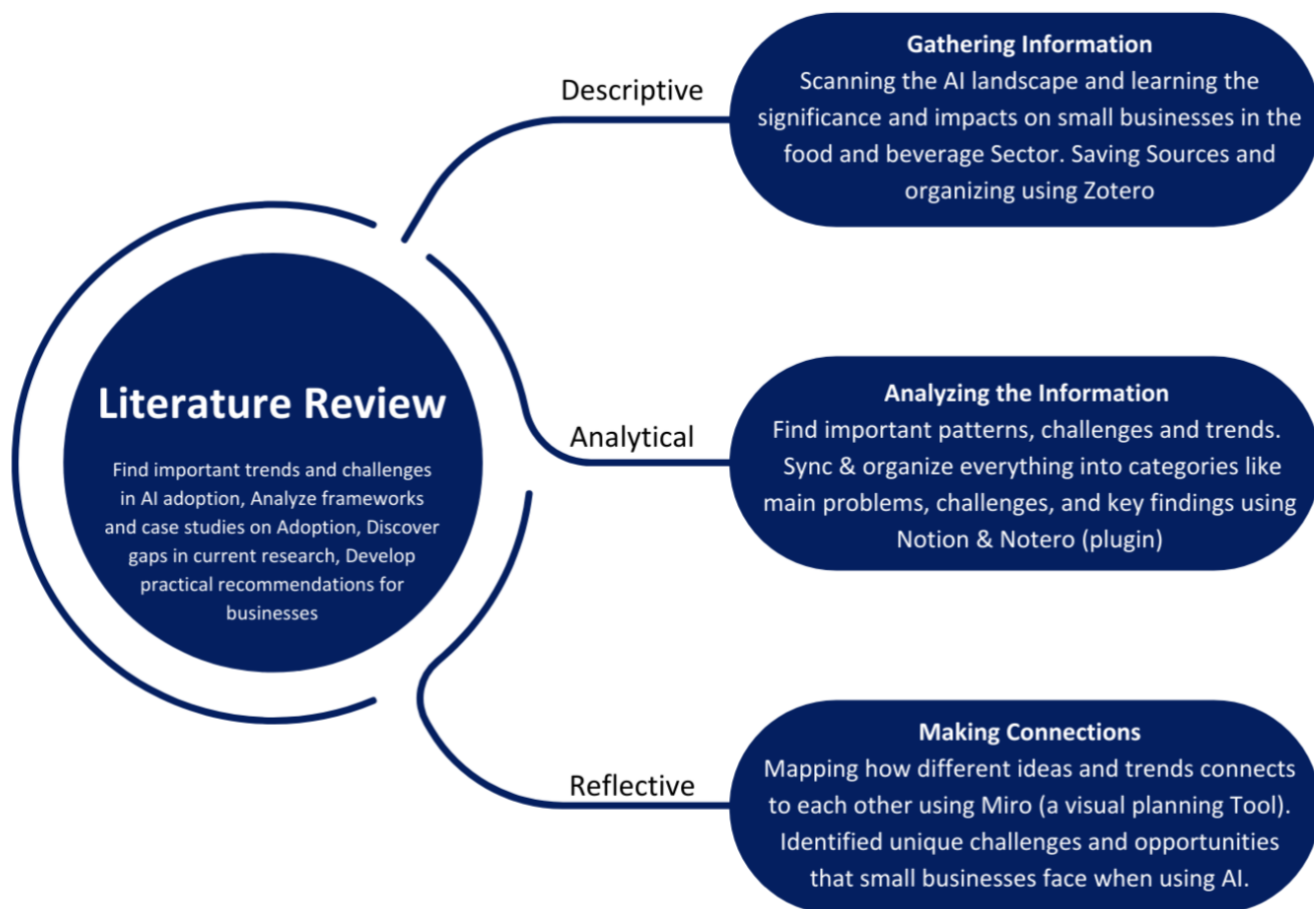 Literature Review
Find important trends and challenges
in AI adoption, Analyze frameworks
and case studies on Adoption, Discover
gaps in current research, Develop
practical recommendations for
businesses
Descriptive
Gathering Information
Scanning the AI landscape and learning the
significance and impacts on small businesses in the
food and beverage Sector. Saving Sources and
organizing using Zotero
Analytical
Analyzing the Information
Find important patterns, challenges and trends.
Sync & organize everything into categories like
main problems, challenges, and key findings using
Notion & Notero (plugin)
Reflective
Making Connections
Mapping how different ideas and trends connects
to each other using Miro (a visual planning Tool).
Identified unique challenges and opportunities
that small businesses face when using AI.